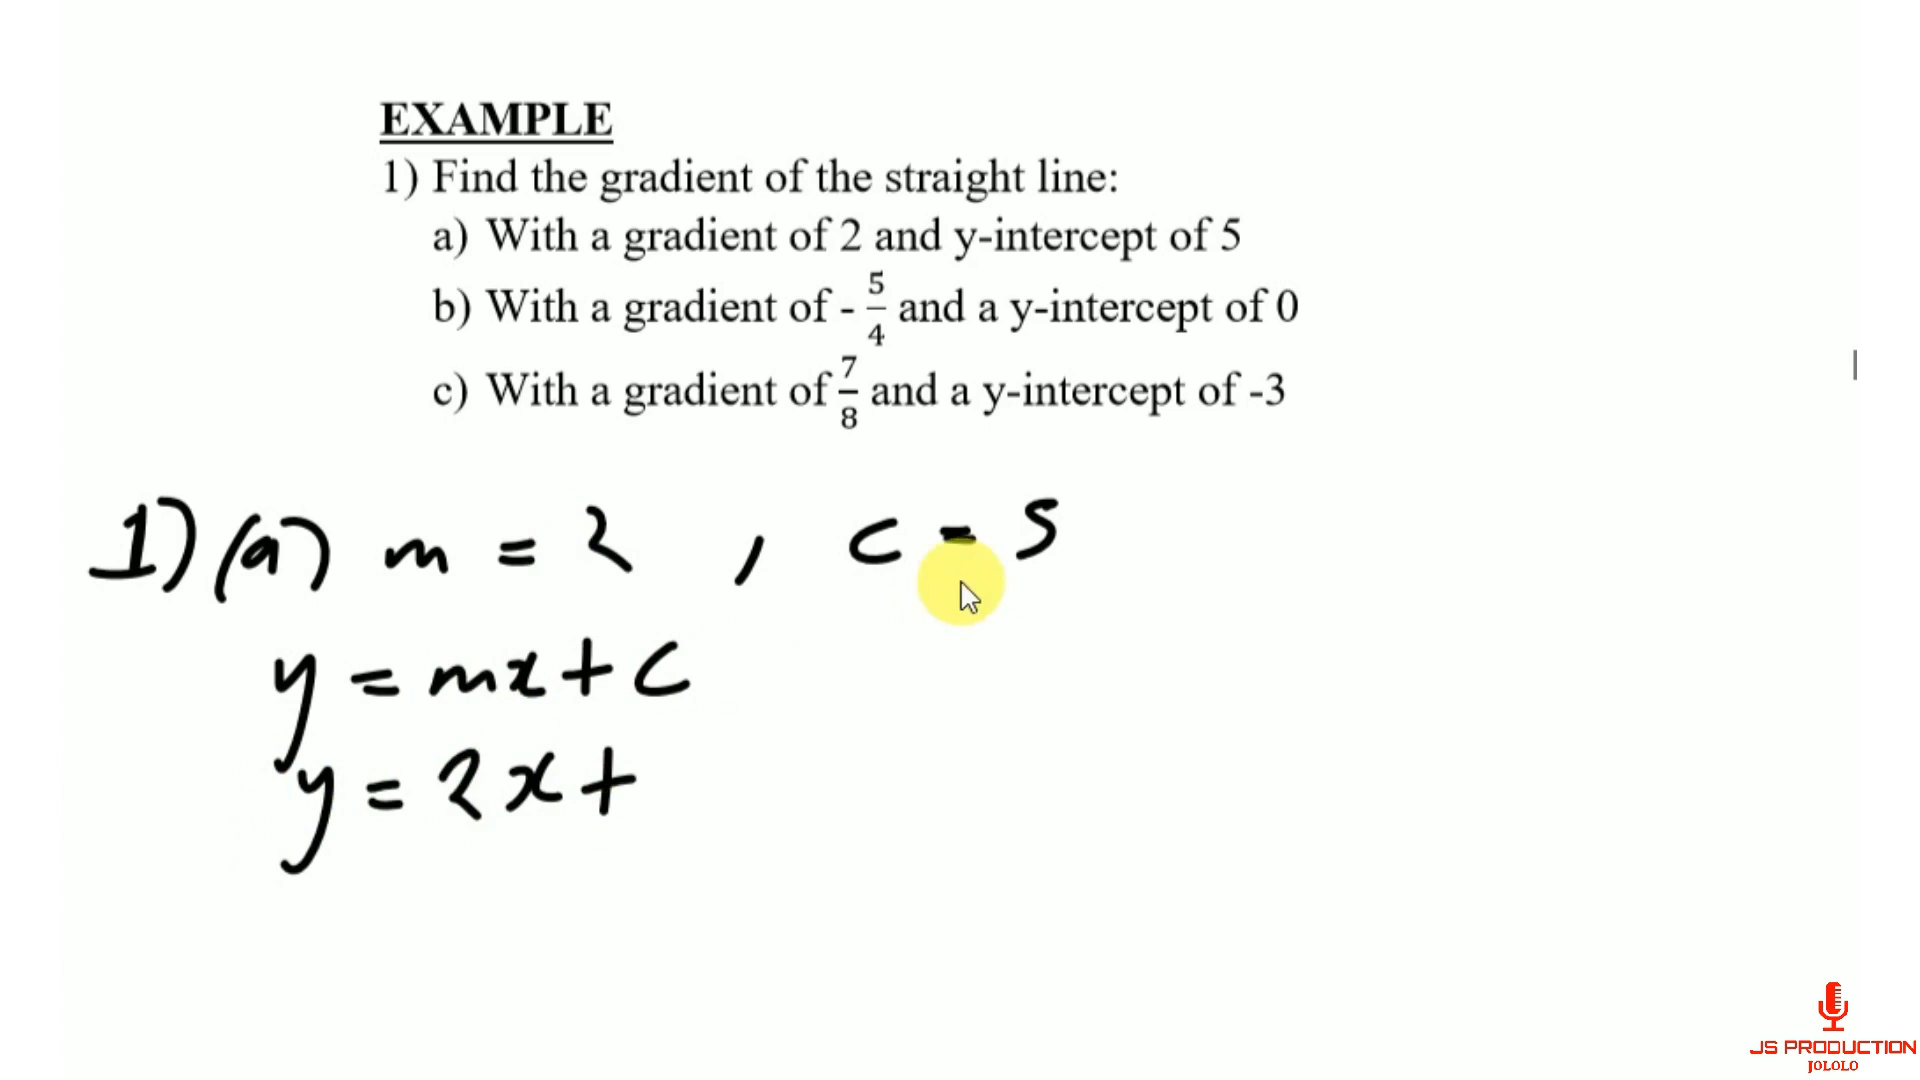 EXAMPLE
1) Find the gradient of the straight line:
a) With a gradient of 2 and y-intercept of 5
b) With a gradient of - 5/4 and a y-intercept of 0
c) With a gradient of 7/8 and a y-intercept of -3
1) (a) m = 2 , c = 5
y = mx + c
y = 2x +
JS PRODUCTION
JOLOLO